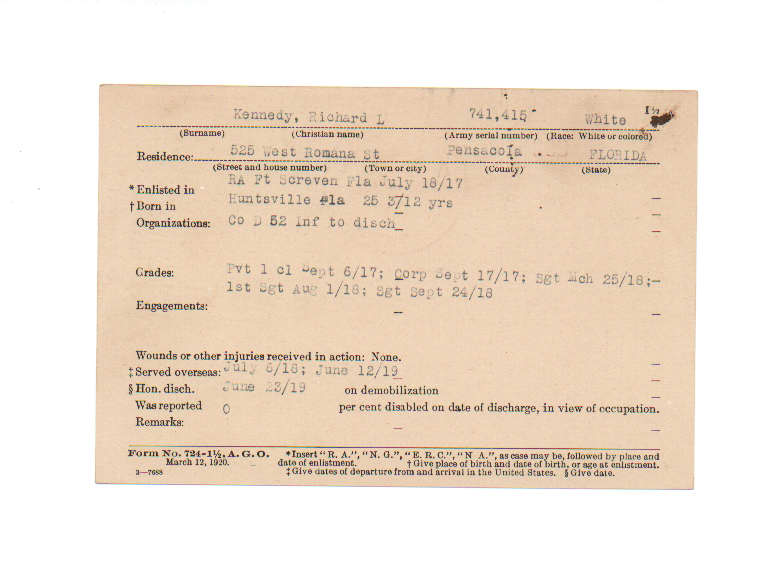 Kennedy, Richard L 741,415 White 1½
(Surname) (Christian name) (Army serial number) (Race: White or colored)
Residence: 525 West Romana St Pensacola FLORIDA
(Street and house number) (Town or city) (County) (State)
*Enlisted in RA Ft Screven Fla July 18/17
†Born in Huntsville Ala 25 3/12 yrs
Organizations: Co D 52 Inf to disch_
Grades: Pvt 1 cl Sept 6/17; Corp Sept 17/17; Sgt Mch 25/18;-
1st Sgt Aug 1/18; Sgt Sept 24/18
Engagements:
Wounds or other injuries received in action: None.
‡Served overseas: July 6/18; June 12/19
§Hon. disch. June 23/19 on demobilization
Was reported 0 per cent disabled on date of discharge, in view of occupation.
Remarks:
Form No. 724-1½, A. G. O. *Insert "R. A.", "N. G.", "E. R. C.", "N. A.", as case may be, followed by place and
March 12, 1920. date of enlistment. †Give place of birth and date of birth, or age at enlistment.
3—7688 ‡Give dates of departure from and arrival in the United States. §Give date.